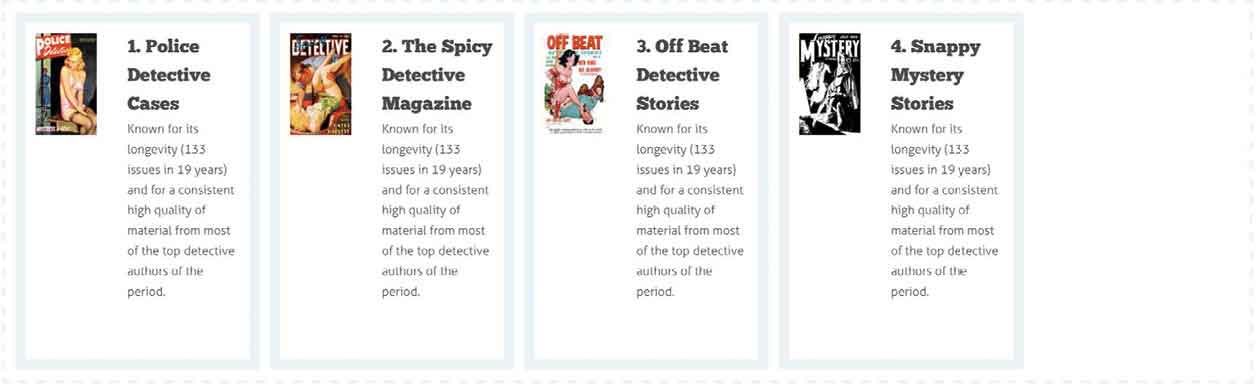 POLICE
Detective
1. Police
Detective
Cases
Known for its
longevity (133
issues in 19 years)
and for a consistent
high quality of
material from most
of the top detective
authors of the
period.
DETECTIVE
2. The Spicy
Detective
Magazine
Known for its
longevity (133
issues in 19 years)
and for a consistent
high quality of
material from most
of the top detective
authors of the
period.
OFF BEAT
3. Off Beat
Detective
Stories
Known for its
longevity (133
issues in 19 years)
and for a consistent
high quality of
material from most
of the top detective
authors of the
period.
MYSTERY
4. Snappy
Mystery
Stories
Known for its
longevity (133
issues in 19 years)
and for a consistent
high quality of
material from most
of the top detective
authors of the
period.